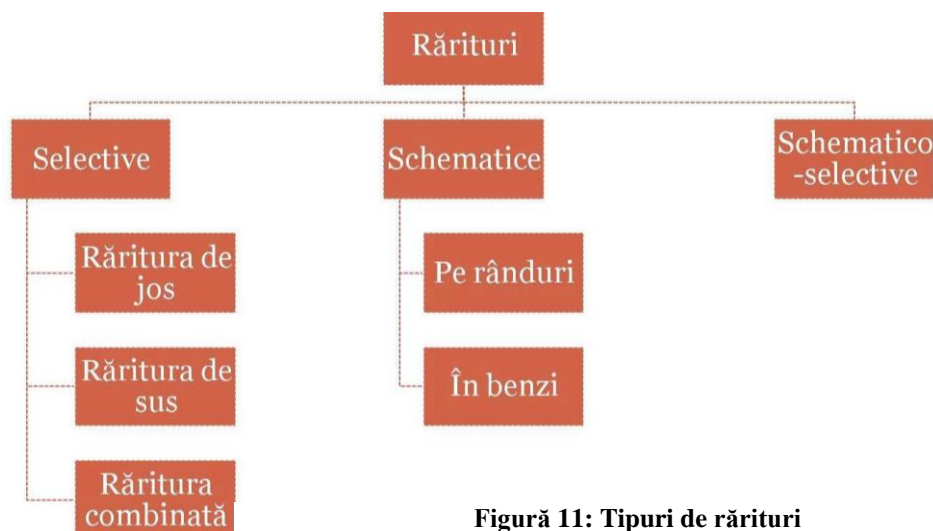 Rărituri
Selective
Schematice
Schematico
-selective
Răritura de
jos
Pe rânduri
Răritura de
sus
În benzi
Răritura
combinată
Figură 11: Tipuri de rărituri